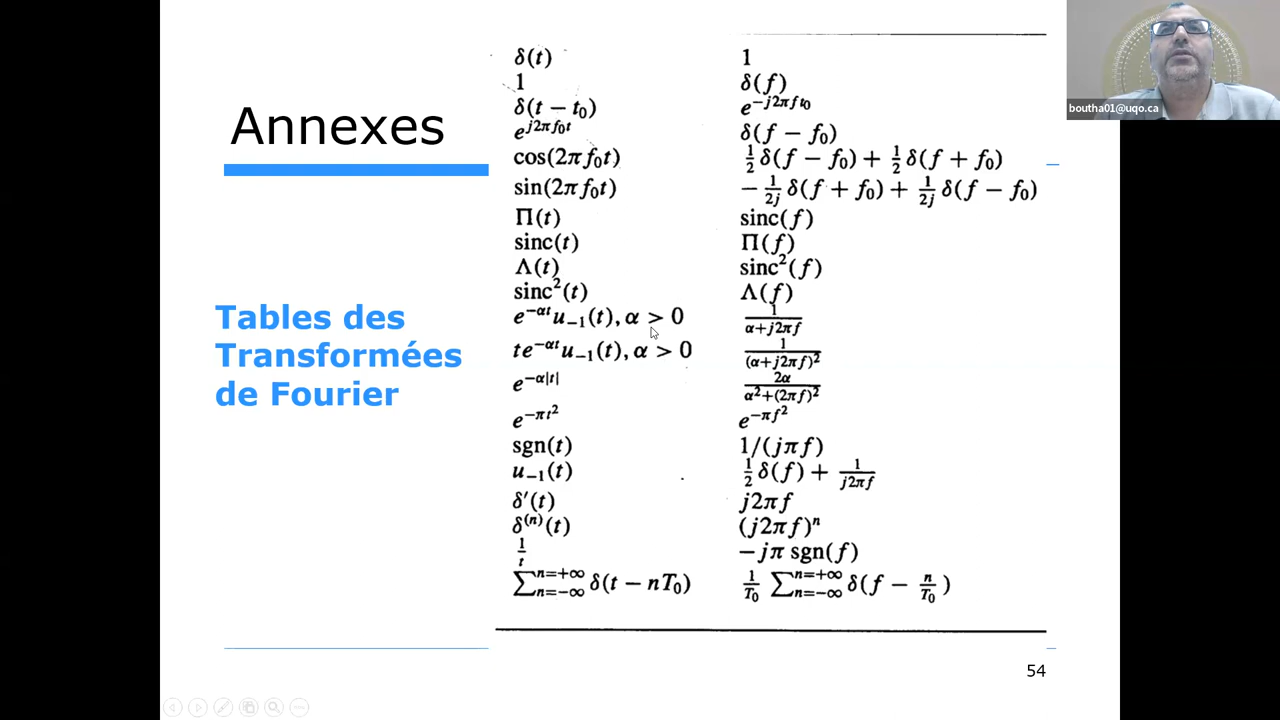 Annexes
Tables des
Transformées
de Fourier
δ(t) 1
1 δ(f)
δ(t − t₀) e^{−j2πft₀}
e^{j2πf₀t} δ(f − f₀)
cos(2πf₀t) ½δ(f − f₀) + ½δ(f + f₀)
sin(2πf₀t) −1/2j δ(f + f₀) + 1/2j δ(f − f₀)
Π(t) sinc(f)
sinc(t) Π(f)
Λ(t) sinc²(f)
sinc²(t) Λ(f)
e^{−αt}u₋₁(t), α > 0 1/α+j2πf
te^{−αt}u₋₁(t), α > 0 1/(α+j2πf)²
e^{−α|t|} 2α/α²+(2πf)²
e^{−πt²} e^{−πf²}
sgn(t) 1/(jπf)
u₋₁(t) ½δ(f) + 1/j2πf
δ′(t) j2πf
δ⁽ⁿ⁾(t) (j2πf)ⁿ
1/t −jπ sgn(f)
∑_{n=−∞}^{n=+∞} δ(t − nT₀) 1/T₀ ∑_{n=−∞}^{n=+∞} δ(f − n/T₀)
54
boutha01@uqo.ca